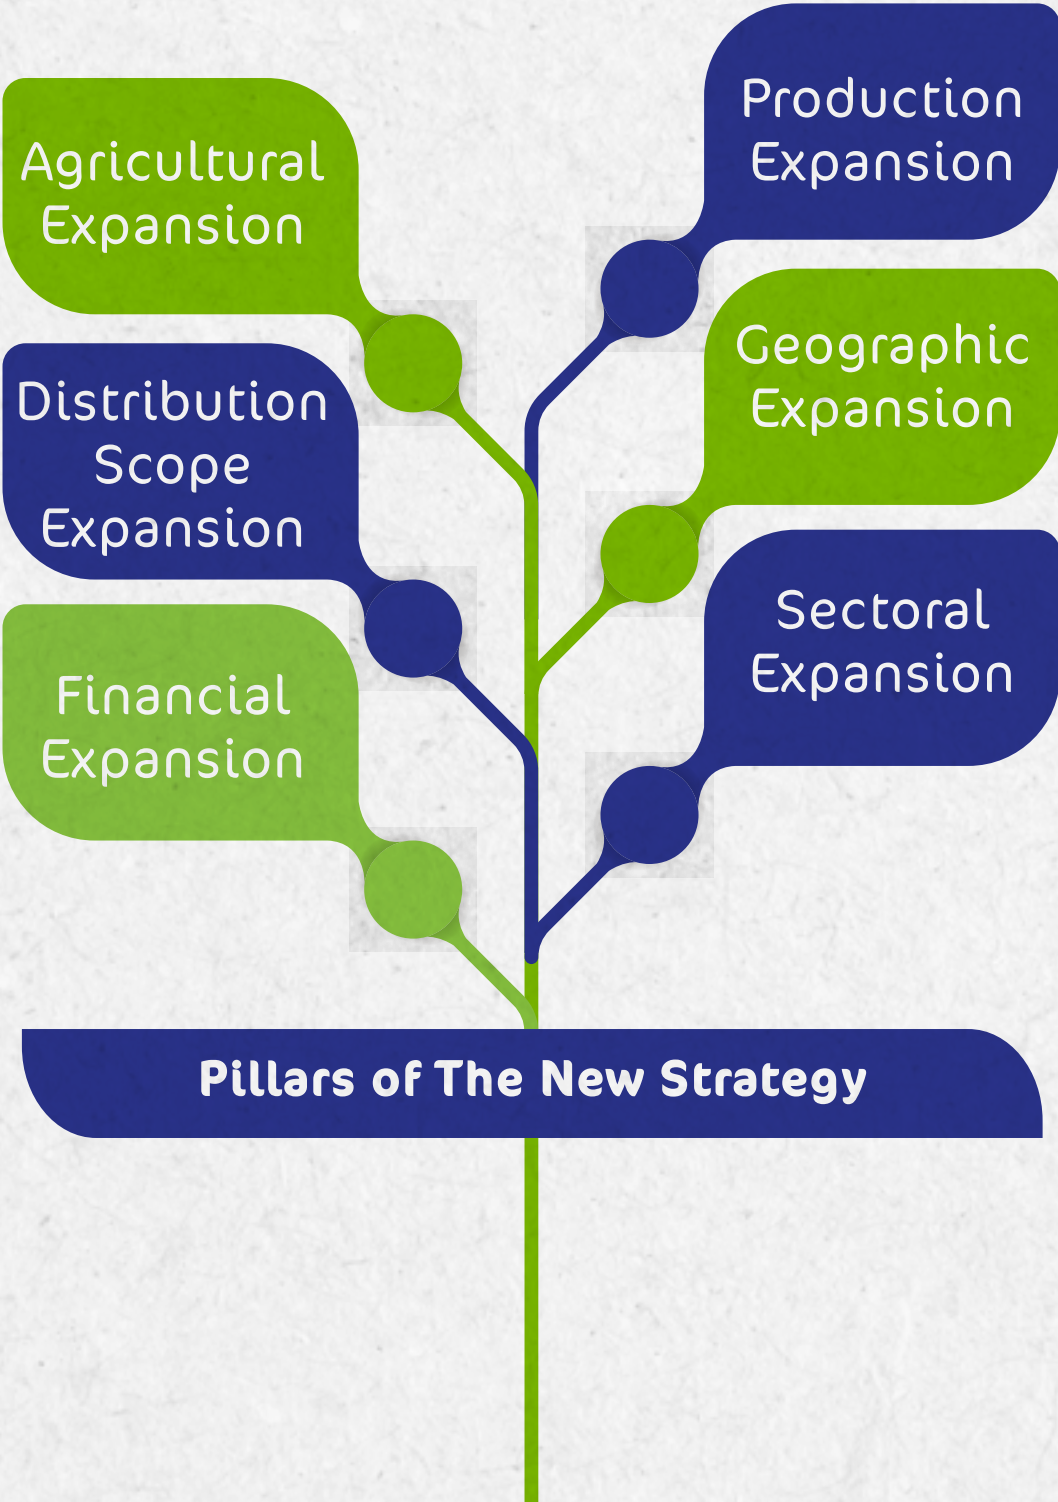 Production
Expansion
Agricultural
Expansion
Geographic
Expansion
Distribution
Scope
Expansion
Sectoral
Expansion
Financial
Expansion
Pillars of The New Strategy